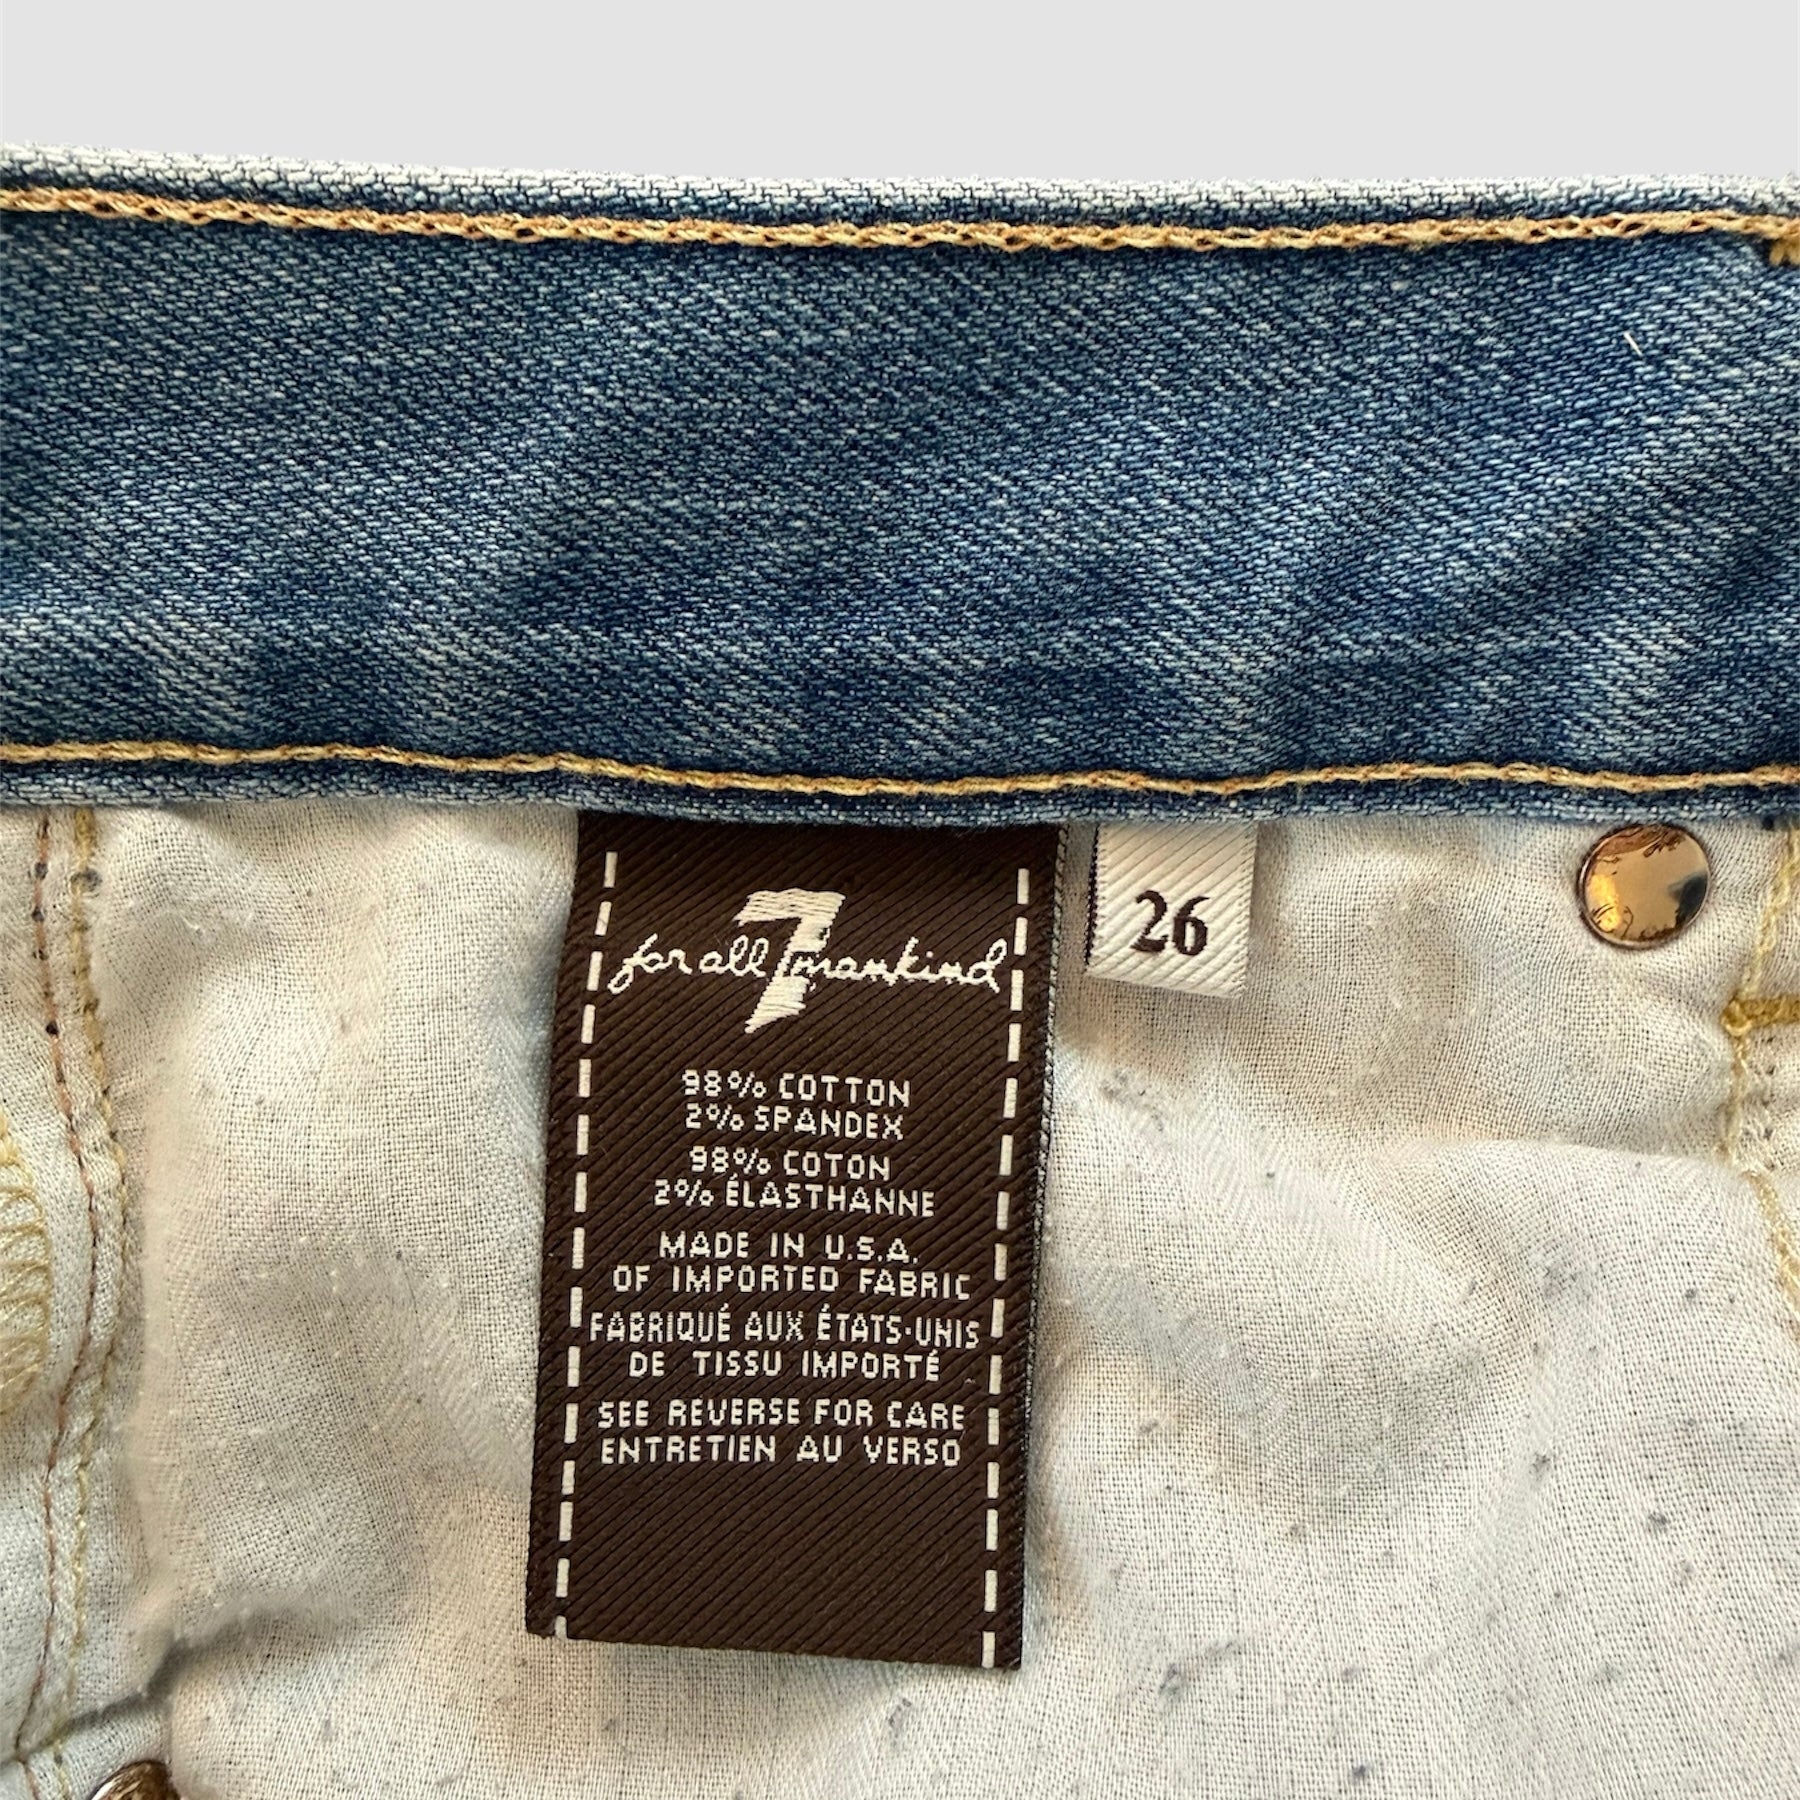 7
for all mankind
26
98% COTTON
2% SPANDEX
98% COTON
2% ÉLASTHANNE
MADE IN U.S.A.
OF IMPORTED FABRIC
FABRIQUÉ AUX ÉTATS-UNIS
DE TISSU IMPORTÉ
SEE REVERSE FOR CARE
ENTRETIEN AU VERSO